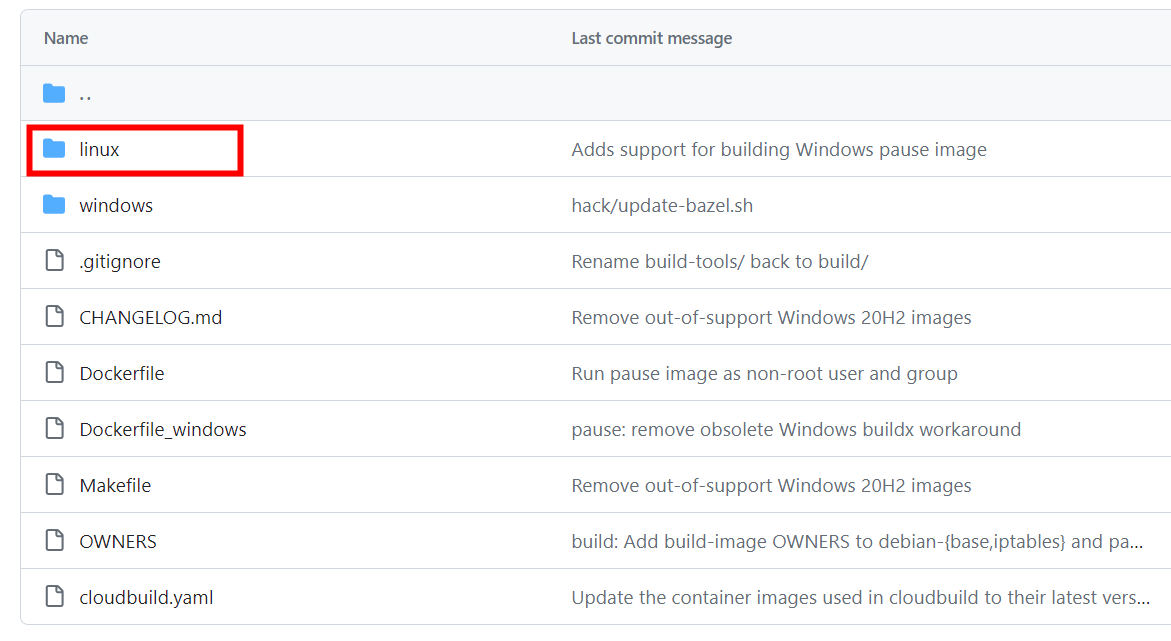 Name Last commit message
..
linux Adds support for building Windows pause image
windows hack/update-bazel.sh
.gitignore Rename build-tools/ back to build/
CHANGELOG.md Remove out-of-support Windows 20H2 images
Dockerfile Run pause image as non-root user and group
Dockerfile_windows pause: remove obsolete Windows buildx workaround
Makefile Remove out-of-support Windows 20H2 images
OWNERS build: Add build-image OWNERS to debian-{base,iptables} and pa...
cloudbuild.yaml Update the container images used in cloudbuild to their latest vers...